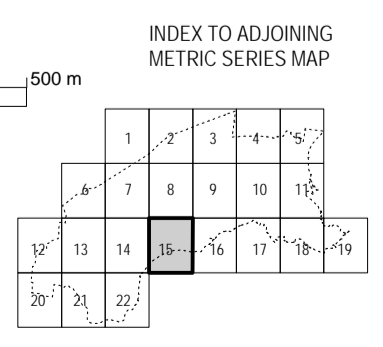 INDEX TO ADJOINING
METRIC SERIES MAP
500 m
1 2 3 4 5
6 7 8 9 10 11
12 13 14 15 16 17 18 19
20 21 22